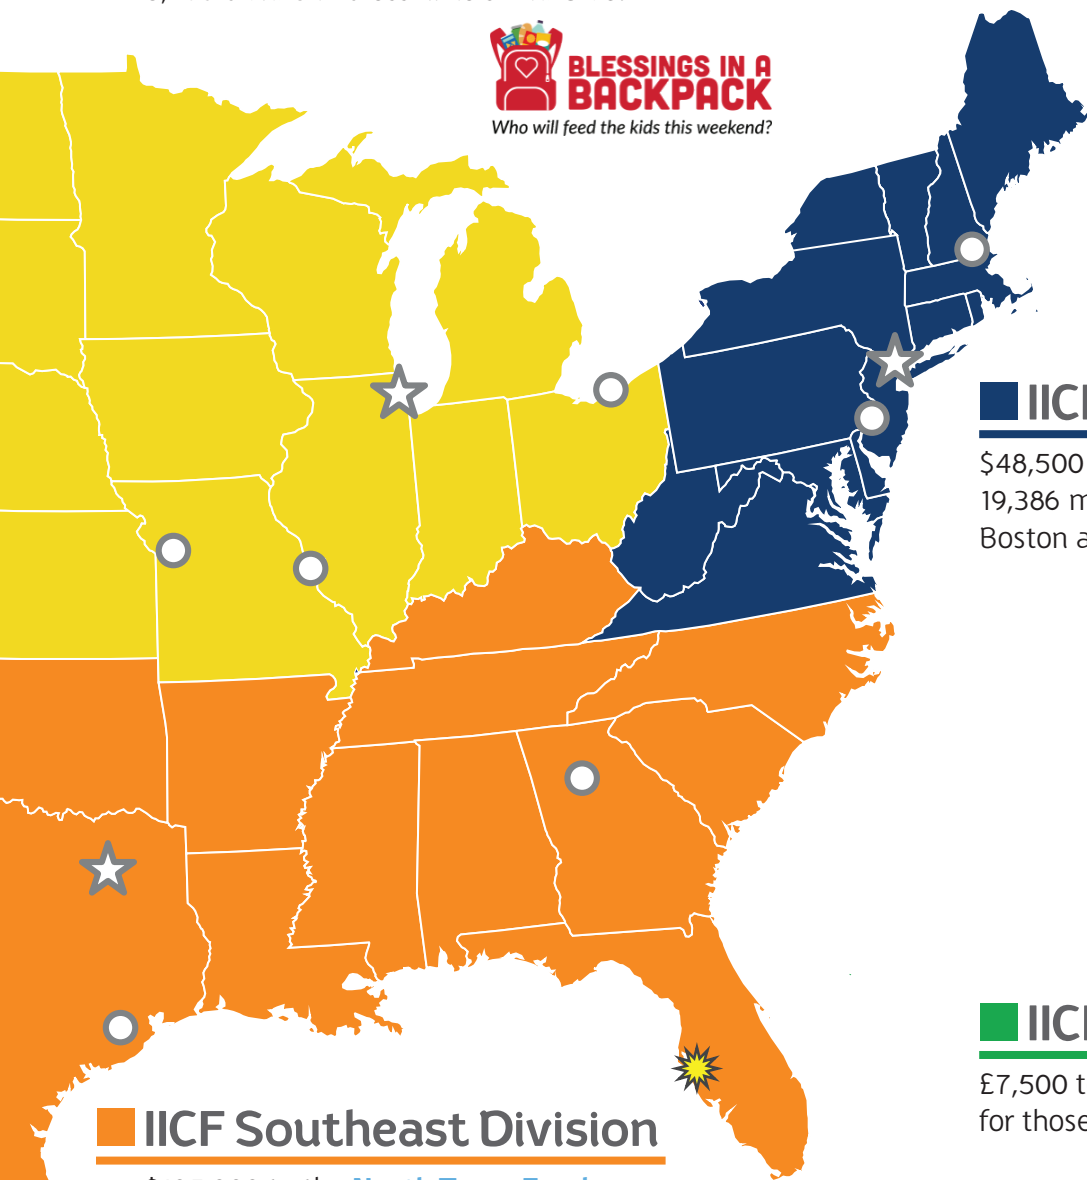 BLESSINGS IN A
BACKPACK
Who will feed the kids this weekend?
$48,500
19,386
Boston
IICF Southeast Division
£7,500
for those